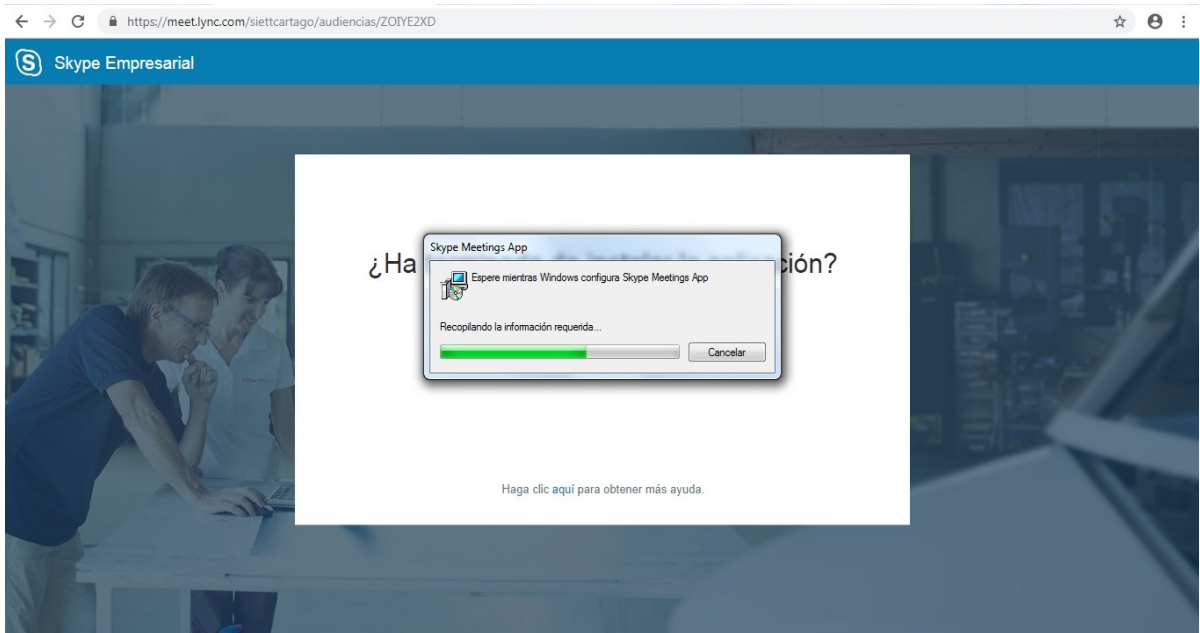 https://meet.lync.com/siettcartago/audiencias/ZOIYE2XD
Skype Empresarial
¿Ha ción?
Skype Meetings App
Espere mientras Windows configura Skype Meetings App
Recopilando la información requerida...
Cancelar
Haga clic aquí para obtener más ayuda.